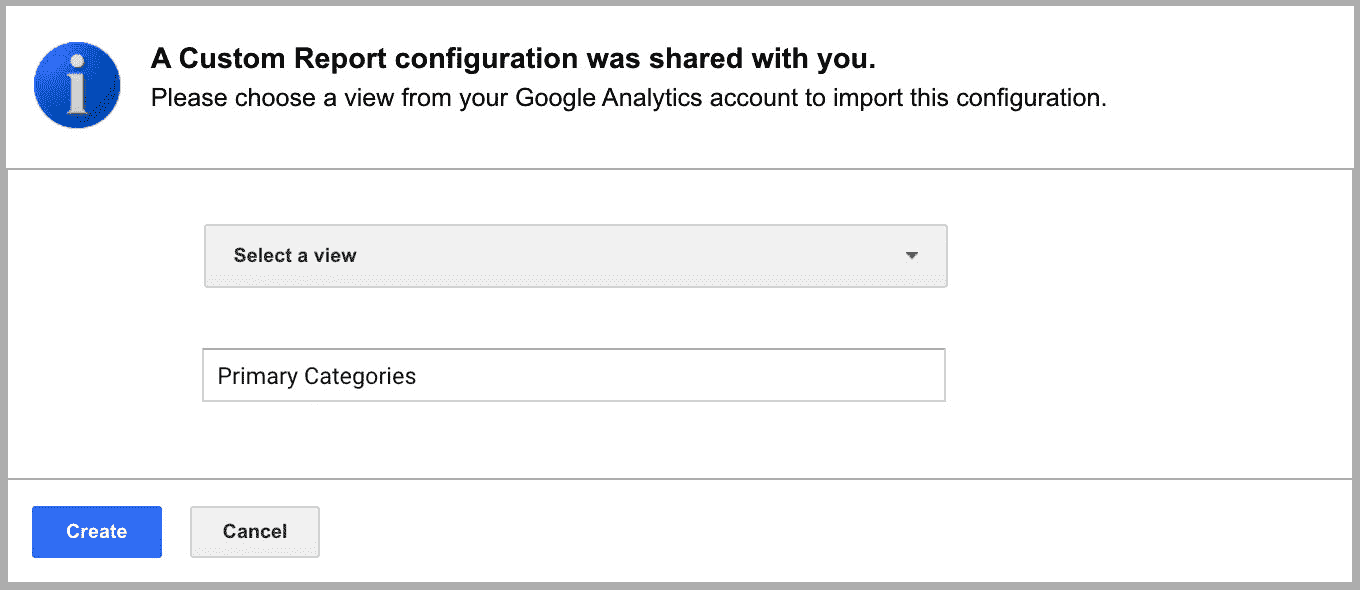 A Custom Report configuration was shared with you.
Please choose a view from your Google Analytics account to import this configuration.
Select a view
Primary Categories
Create
Cancel